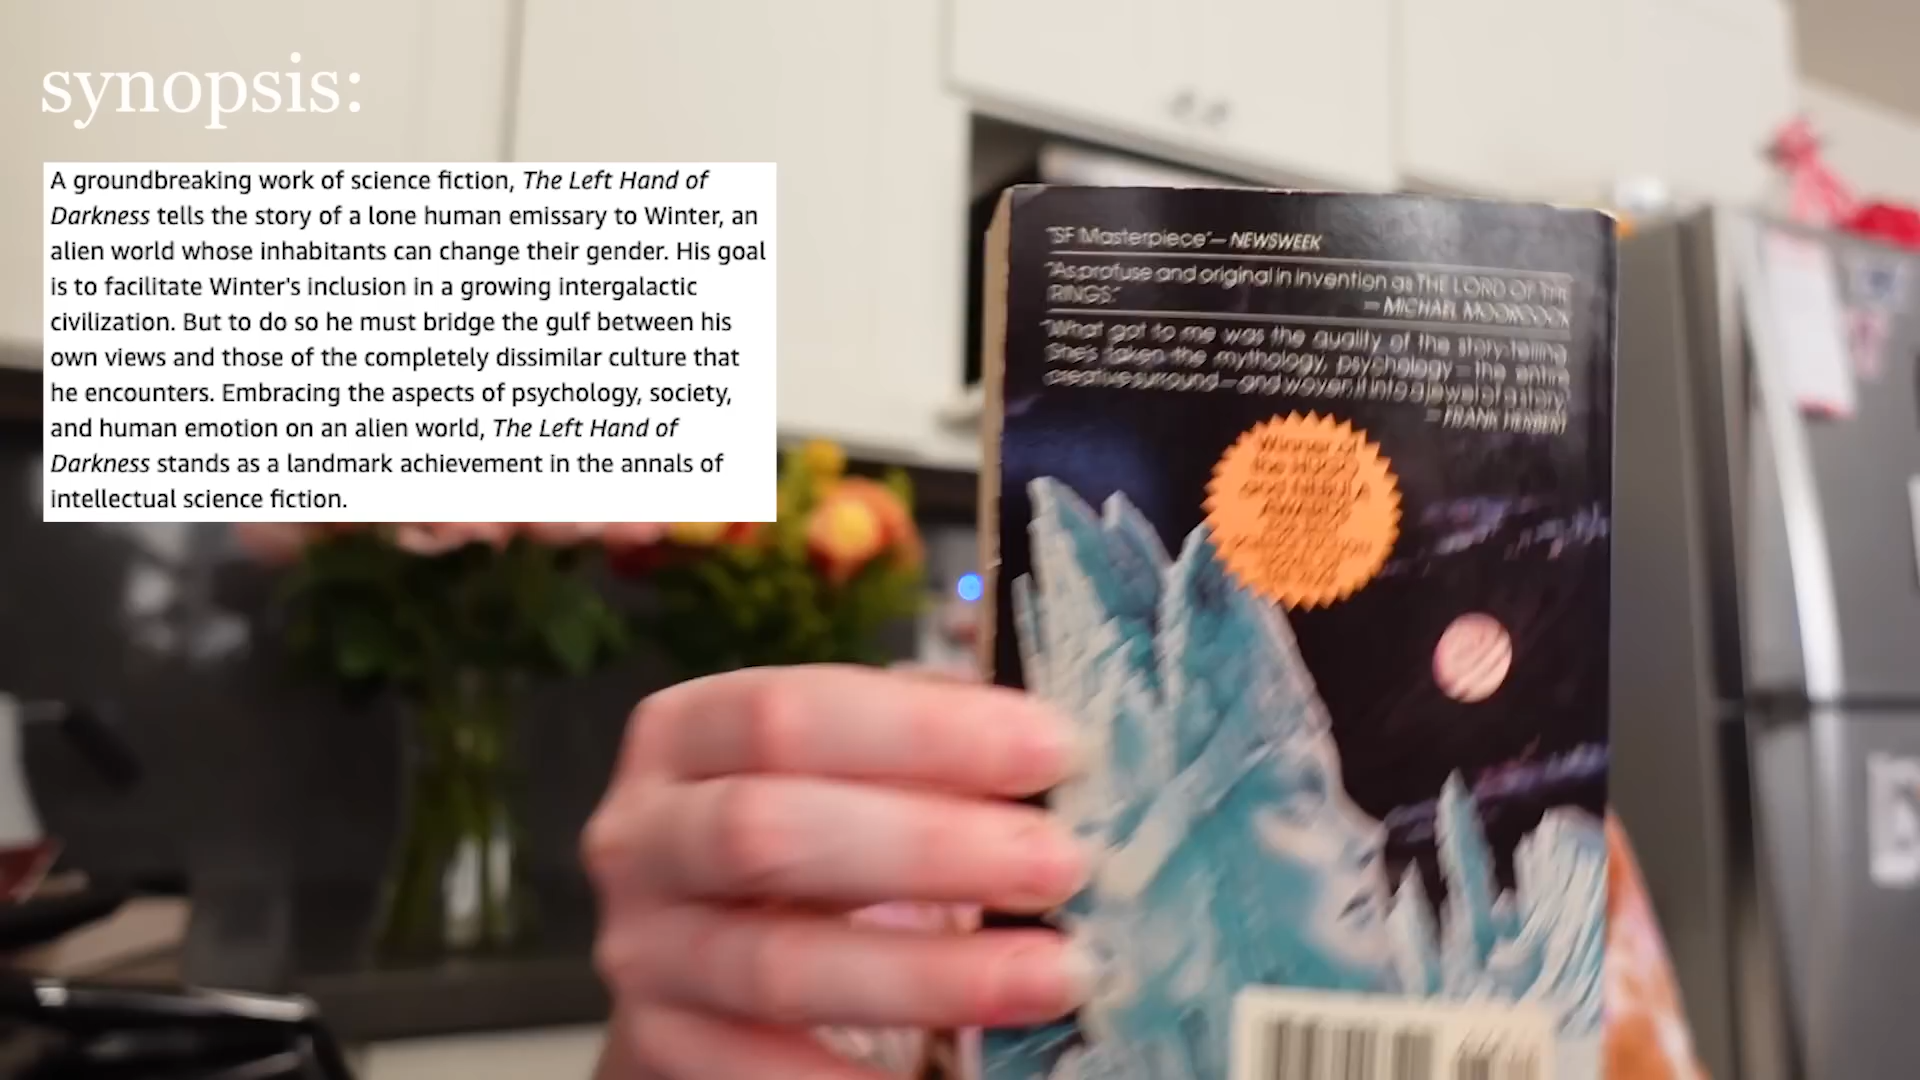 synopsis:
A groundbreaking work of science fiction, The Left Hand of
Darkness tells the story of a lone human emissary to Winter, an
alien world whose inhabitants can change their gender. His goal
is to facilitate Winter's inclusion in a growing intergalactic
civilization. But to do so he must bridge the gulf between his
own views and those of the completely dissimilar culture that
he encounters. Embracing the aspects of psychology, society,
and human emotion on an alien world, The Left Hand of
Darkness stands as a landmark achievement in the annals of
intellectual science fiction.
"SF Masterpiece"—NEWSWEEK
"As profuse and original in invention as THE LORD OF THE
RINGS."
— MICHAEL MOORCOCK
"What got to me was the quality of the story-telling.
She's taken the mythology, psychology—the entire
creative surround—and woven it into a jewel of a story."
— FRANK HERBERT
Winner of
the HUGO
and NEBULA